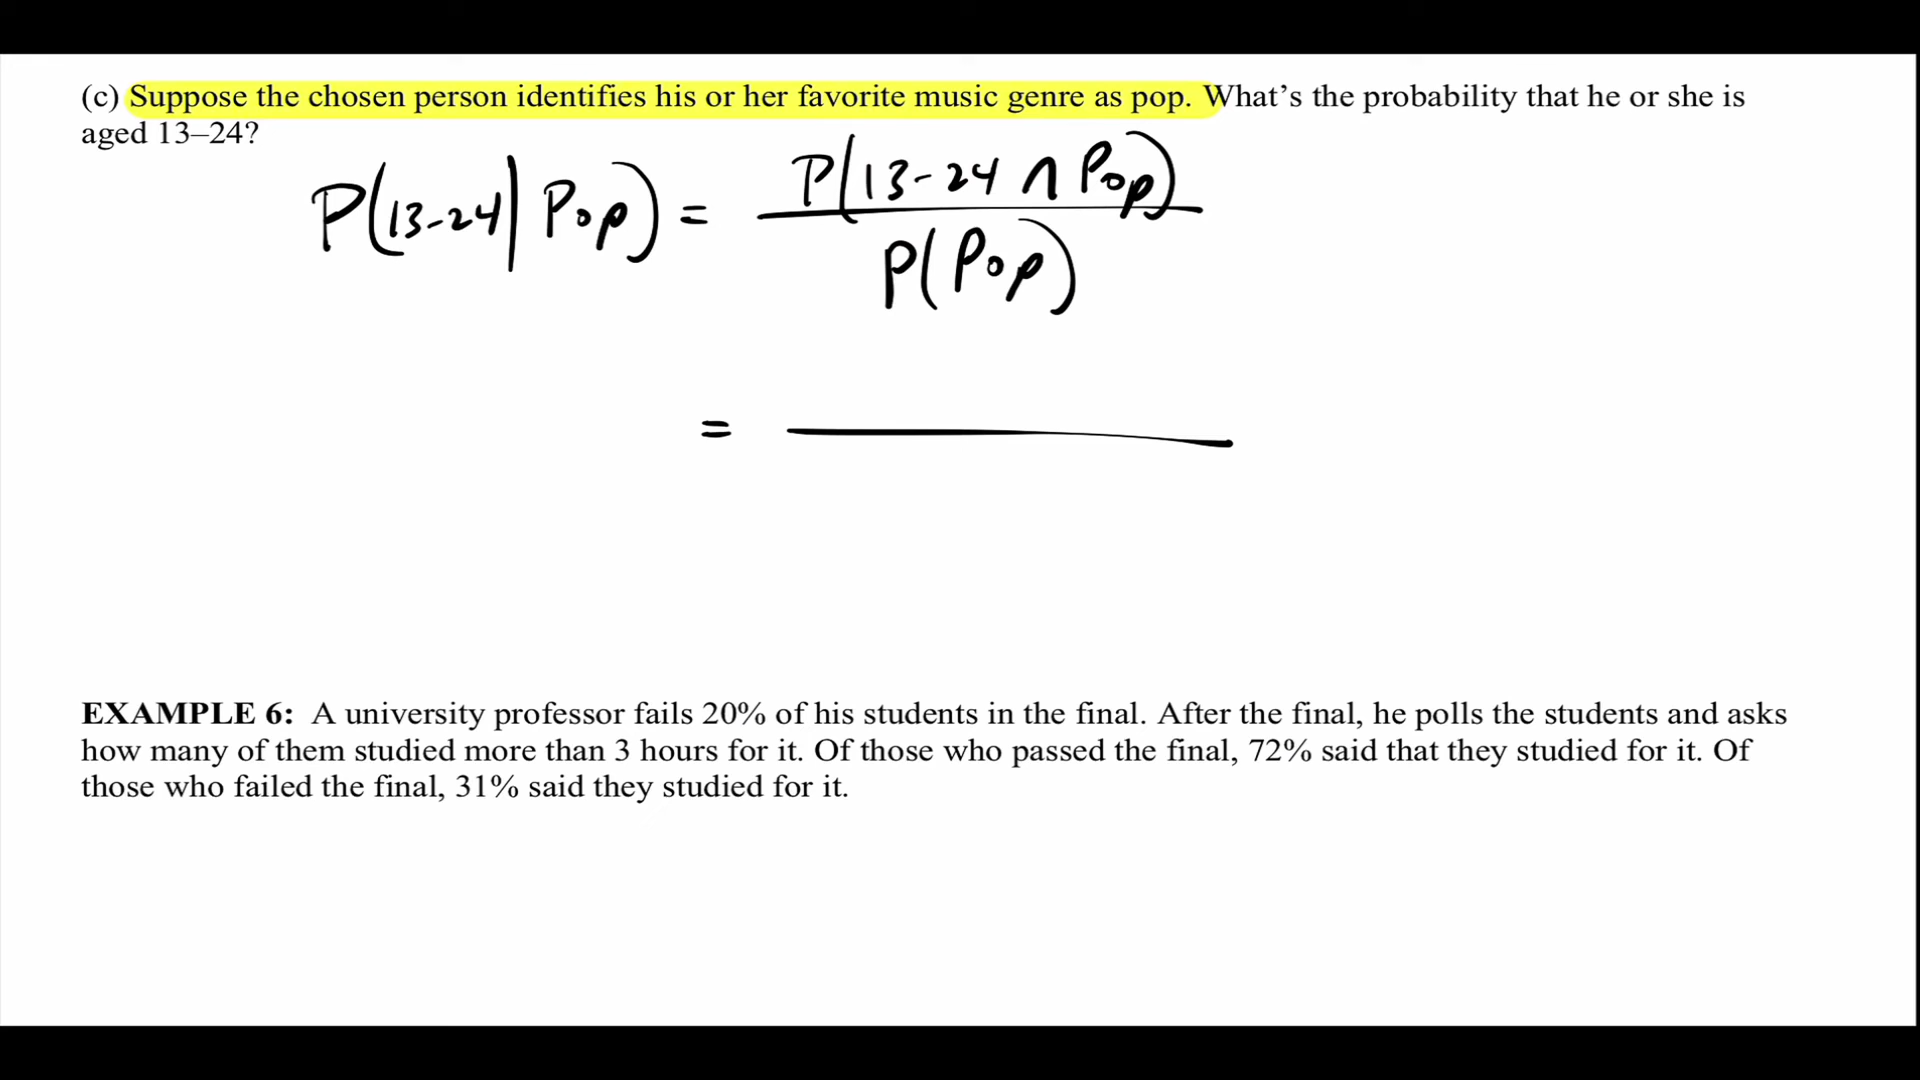 (c) Suppose the chosen person identifies his or her favorite music genre as pop. What’s the probability that he or she is
aged 13–24?
P(13-24 | Pop) = P(13-24 ∩ Pop)
P(Pop)
=
EXAMPLE 6: A university professor fails 20% of his students in the final. After the final, he polls the students and asks
how many of them studied more than 3 hours for it. Of those who passed the final, 72% said that they studied for it. Of
those who failed the final, 31% said they studied for it.